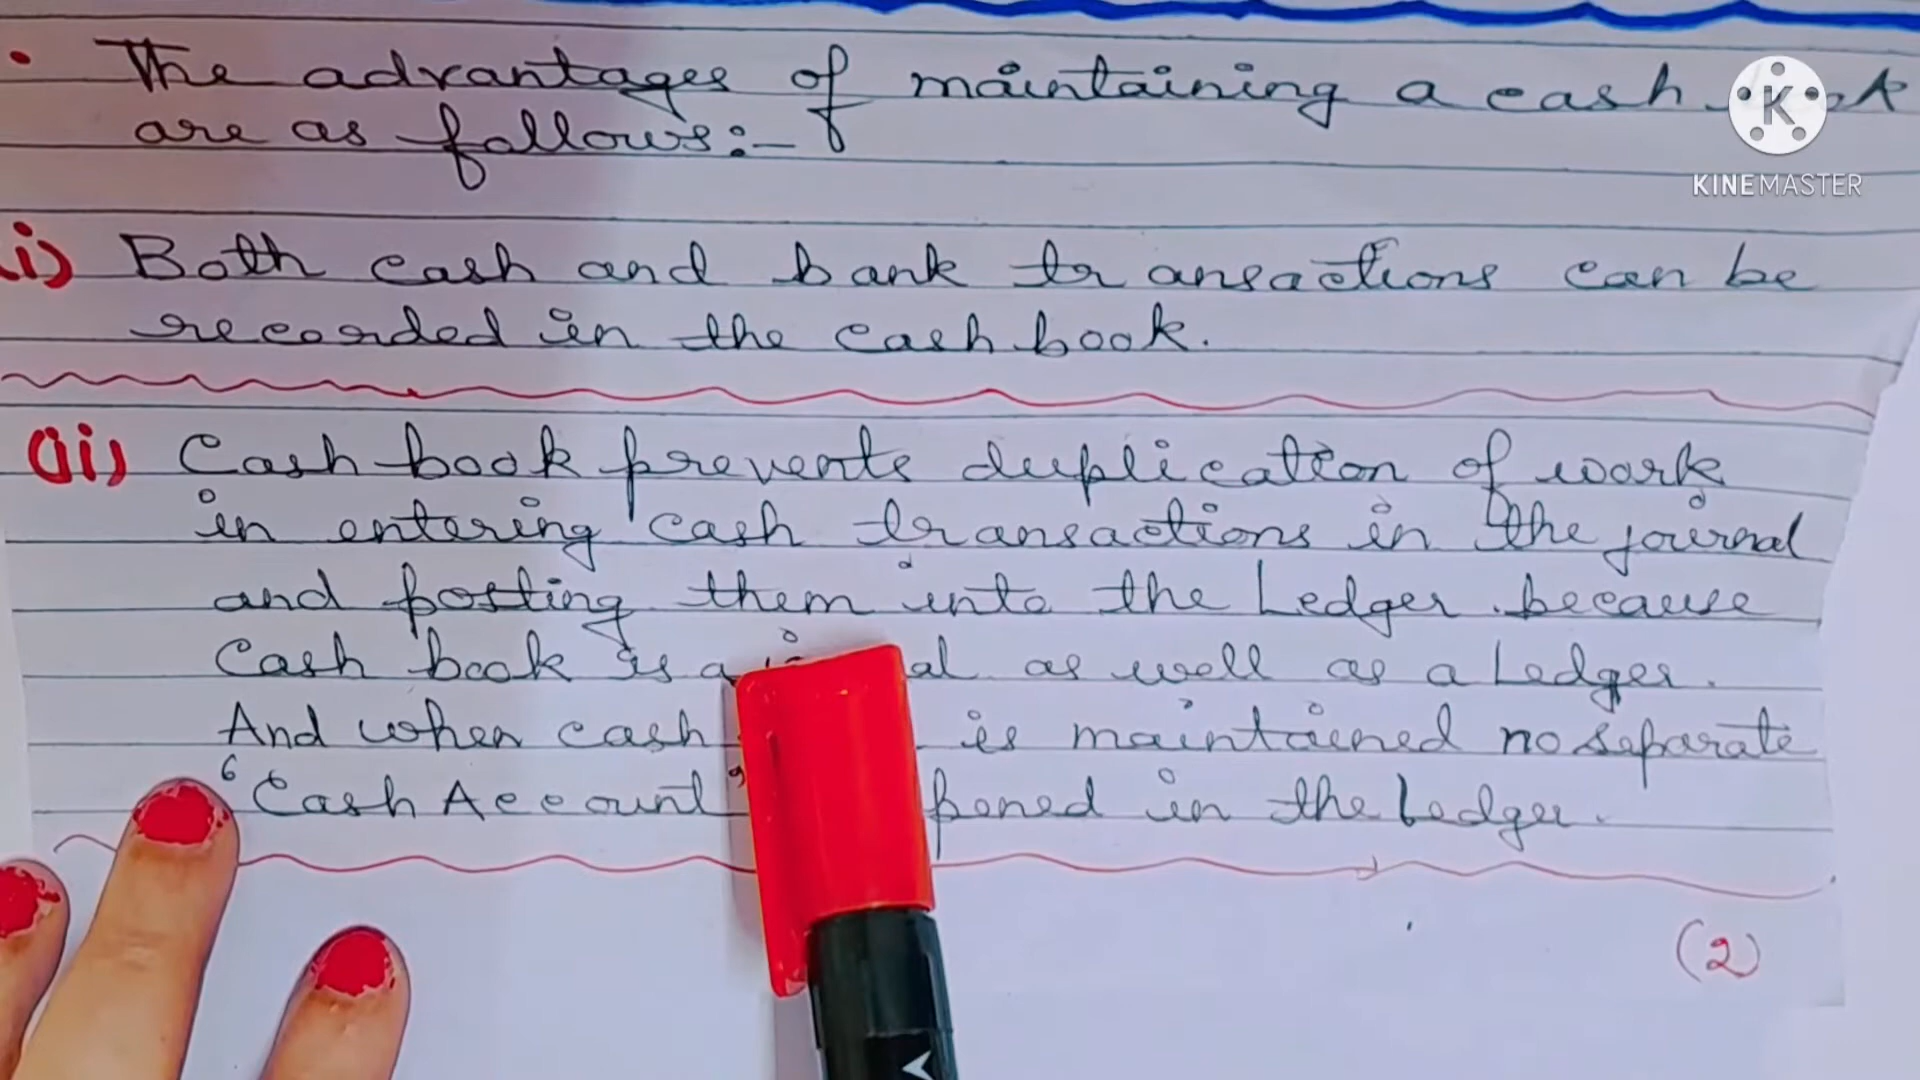 • The advantages of maintaining a cash
are as follows:-
i) Both cash and bank transactions can be
recorded in the cash book.
(ii) Cash book prevents duplication of work
in entering cash transactions in the journal
and posting them into the Ledger. because
Cash book is a as well as a Ledger.
And when cash is maintained no separate
"Cash Account" in the Ledger.
(2)
K
KINEMASTER